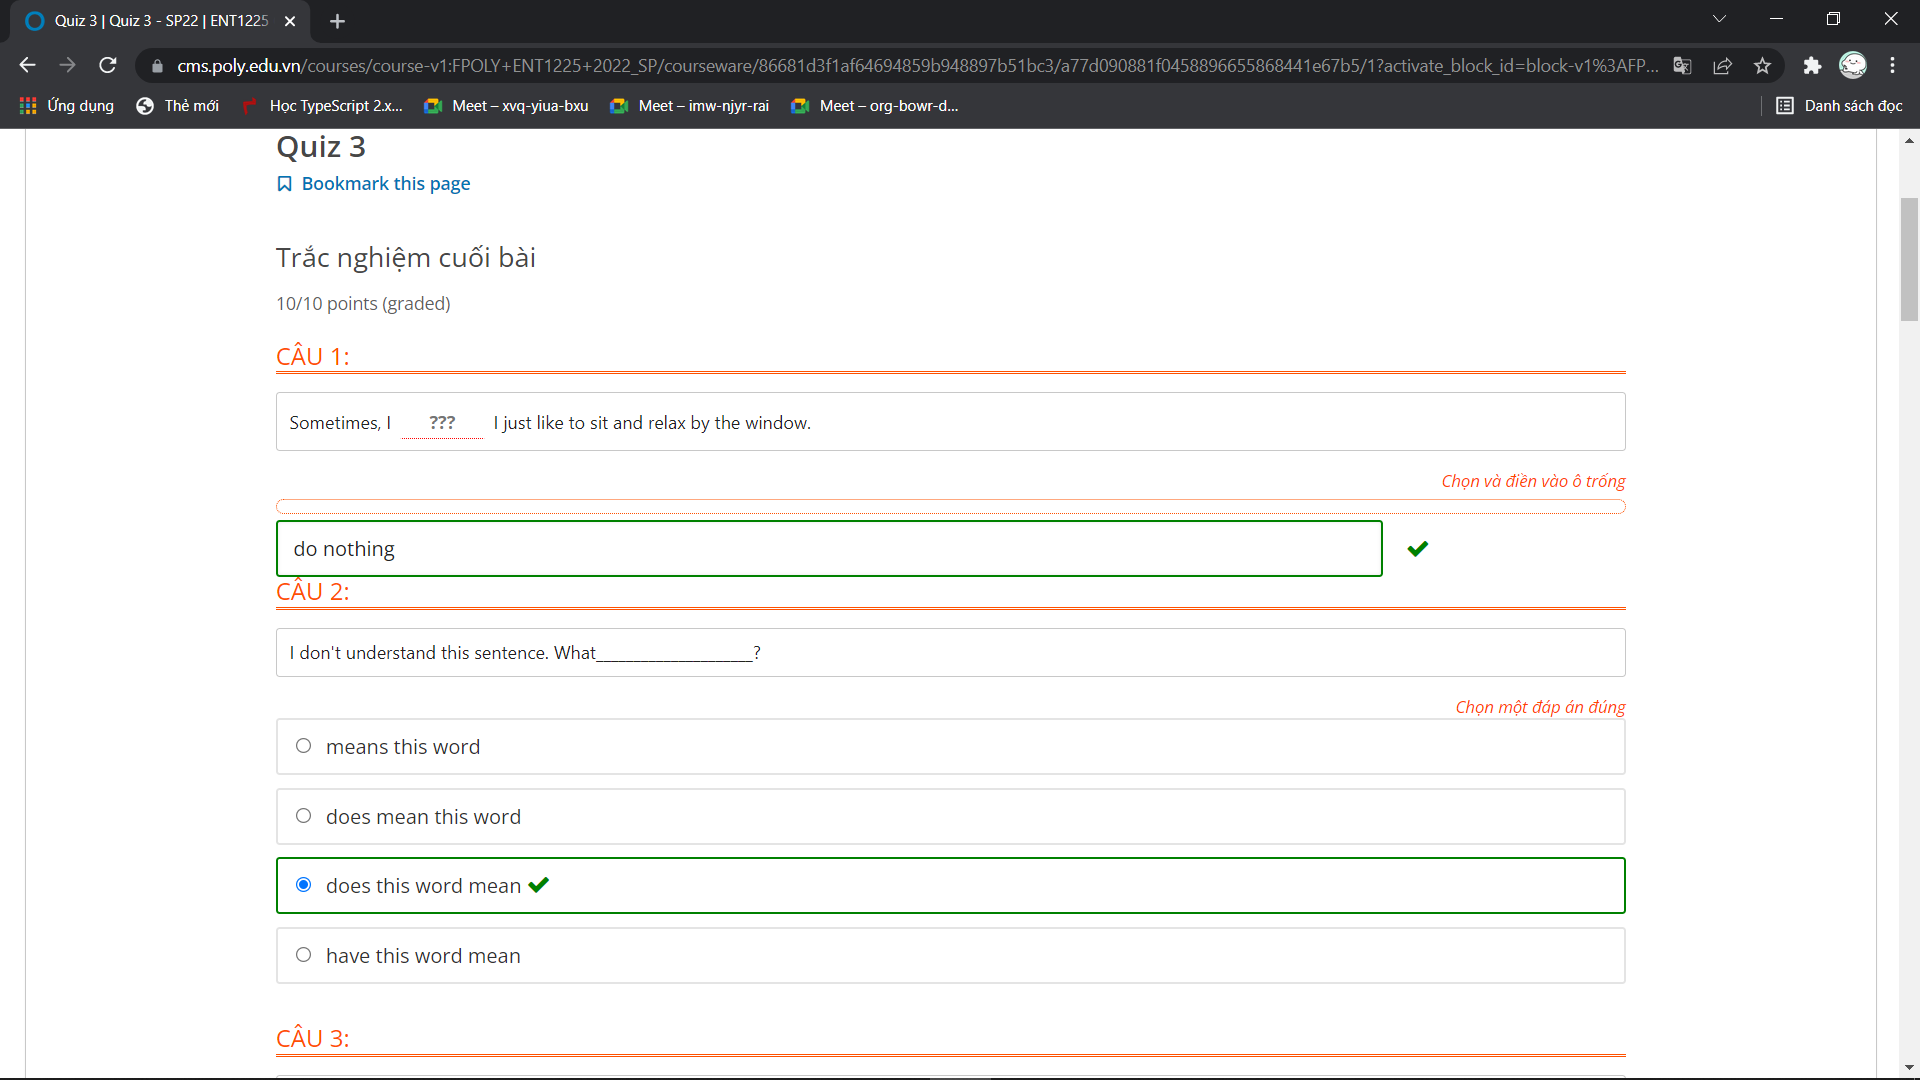 Quiz 3 | Quiz 3 - SP22 | ENT1225
cms.poly.edu.vn/courses/course-v1:FPOLY+ENT1225+2022_SP/courseware/86681d3f1af64694859b948897b51bc3/a77d090881f0458896655868441e67b5/1?activate_block_id=block-v1%3AFP...
Ứng dụng Thẻ mới Học TypeScript 2.x... Meet – xvq-yiua-bxu Meet – imw-njyr-rai Meet – org-bowr-d... Danh sách đọc
Quiz 3
Bookmark this page
Trắc nghiệm cuối bài
10/10 points (graded)
CÂU 1:
Sometimes, I ??? I just like to sit and relax by the window.
Chọn và điền vào ô trống
do nothing
CÂU 2:
I don't understand this sentence. What_________________?
Chọn một đáp án đúng
means this word
does mean this word
does this word mean
have this word mean
CÂU 3: